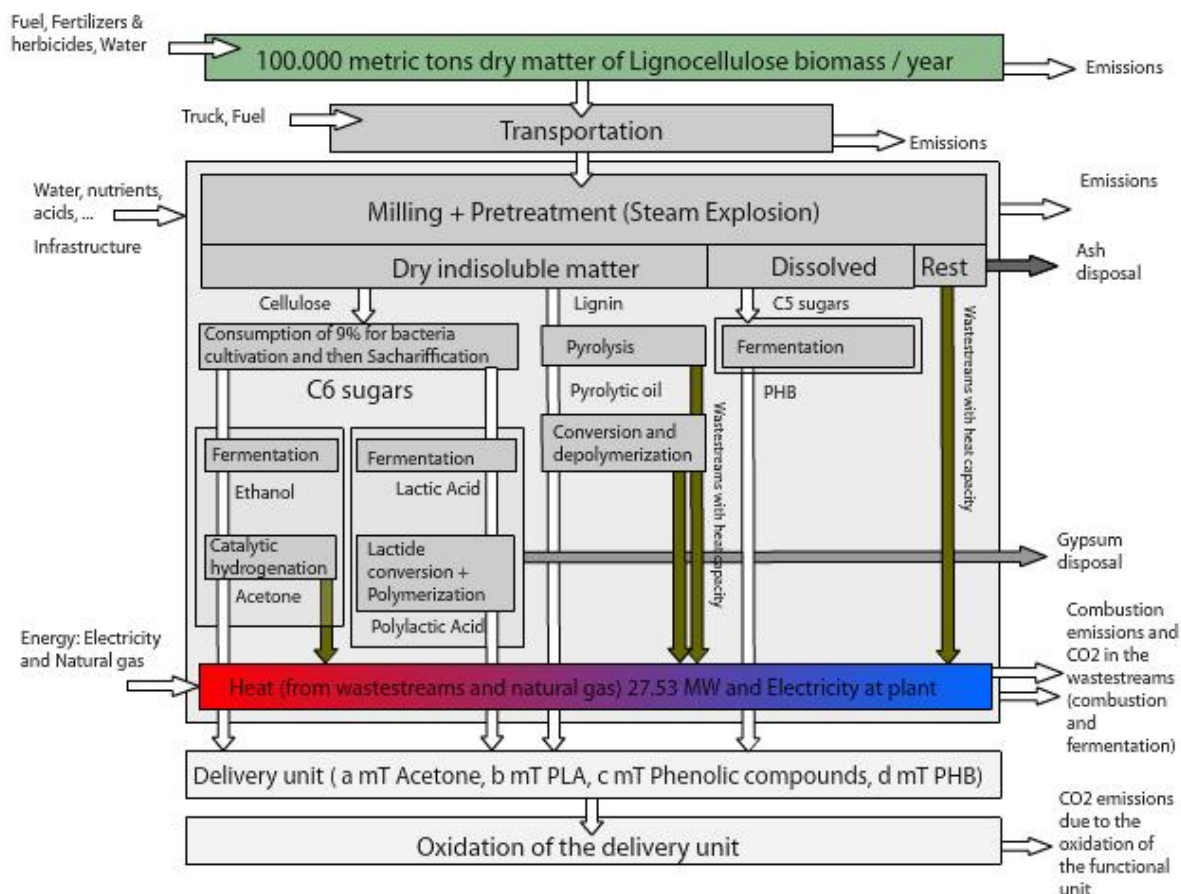 Fuel, Fertilizers &
herbicides, Water
100.000 metric tons dry matter of Lignocellulose biomass / year
Emissions
Truck, Fuel
Transportation
Emissions
Water, nutrients,
acids, ...
Infrastructure
Milling + Pretreatment (Steam Explosion)
Emissions
Dry indisoluble matter
Dissolved
Rest
Ash
disposal
Cellulose
Lignin
C5 sugars
Consumption of 9% for bacteria
cultivation and then Sachariffication
Pyrolysis
Fermentation
C6 sugars
Pyrolytic oil
PHB
Wastestreams with heat capacity
Wastestreams with heat capacity
Conversion and
depolymerization
Fermentation
Fermentation
Ethanol
Lactic Acid
Catalytic
hydrogenation
Acetone
Lactide
conversion +
Polymerization
Polylactic Acid
Gypsum
disposal
Energy: Electricity
and Natural gas
Heat (from wastestreams and natural gas) 27.53 MW and Electricity at plant
Combustion
emissions and
CO2 in the
wastestreams
(combustion
and
fermentation)
Delivery unit ( a mT Acetone, b mT PLA, c mT Phenolic compounds, d mT PHB)
Oxidation of the delivery unit
CO2 emissions
due to the
oxidation of
the functional
unit